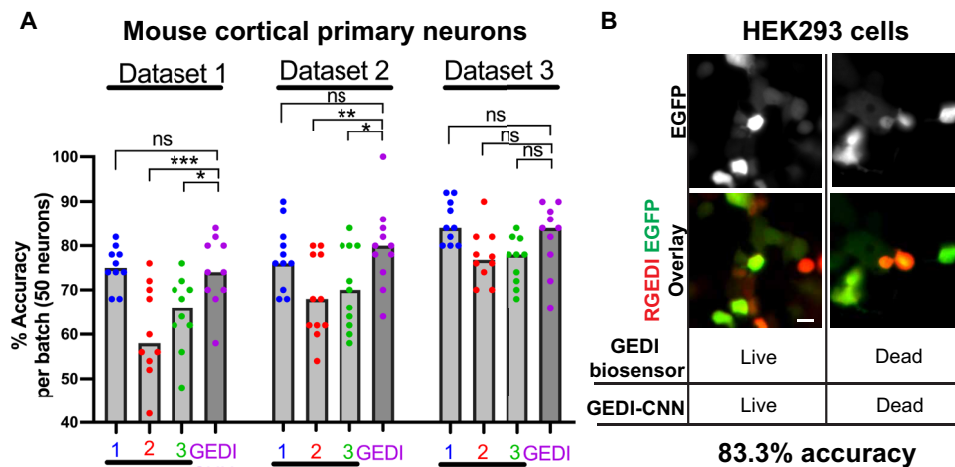 A
Mouse cortical primary neurons
Dataset 1
Dataset 2
Dataset 3
ns
***
*
ns
**
*
ns
ns
ns
% Accuracy
per batch (50 neurons)
100
90
80
70
60
50
40
1 2 3 GEDI
1 2 3 GEDI
1 2 3 GEDI
B
HEK293 cells
Live
Dead
EGFP
RGEDI EGFP
Overlay
GEDI
biosensor
Live
Dead
GEDI-CNN
Live
Dead
83.3% accuracy